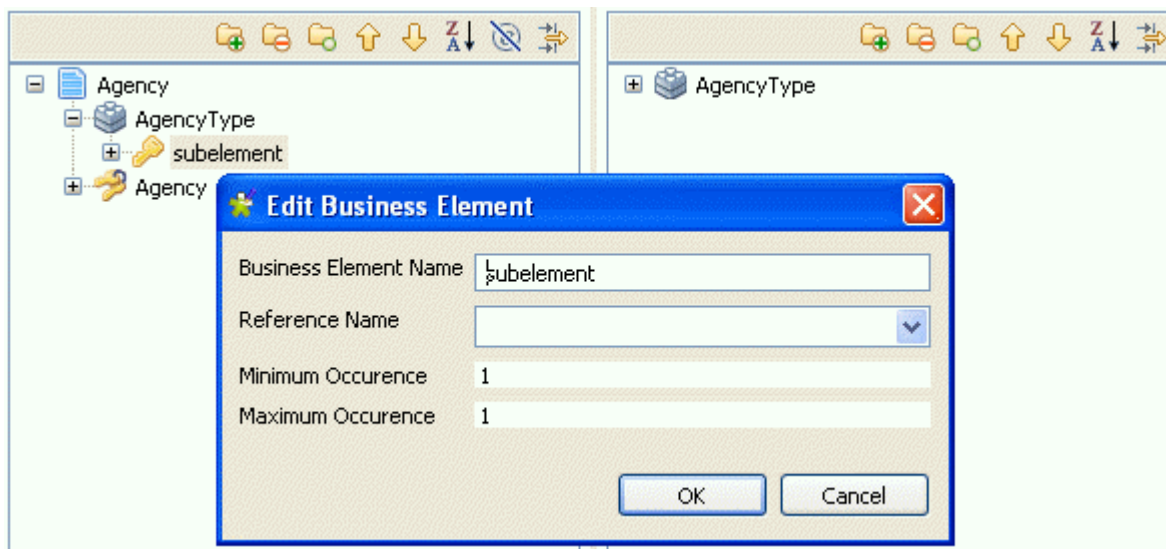 Agency
AgencyType
AgencyType
subelement
Agency
Edit Business Element
Business Element Name subelement
Reference Name
Minimum Occurence 1
Maximum Occurence 1
OK Cancel